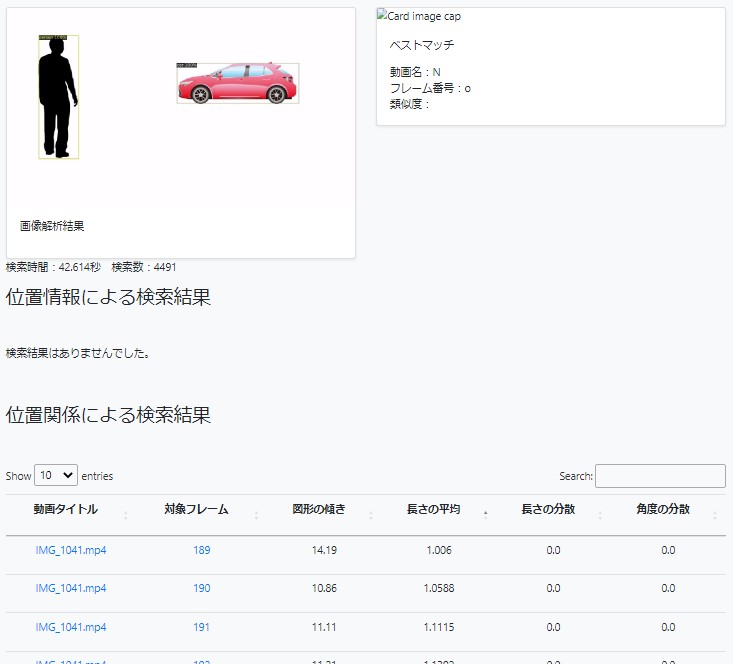 Card image cap
ベストマッチ
動画名：N
フレーム番号：o
類似度：
画像解析結果
検索時間：42.614秒　検索数：4491
位置情報による検索結果
検索結果はありませんでした。
位置関係による検索結果
Show 10 entries
Search:
動画タイトル 対象フレーム 図形の傾き 長さの平均 長さの分散 角度の分散
IMG_1041.mp4 189 14.19 1.006 0.0 0.0
IMG_1041.mp4 190 10.86 1.0588 0.0 0.0
IMG_1041.mp4 191 11.11 1.1115 0.0 0.0